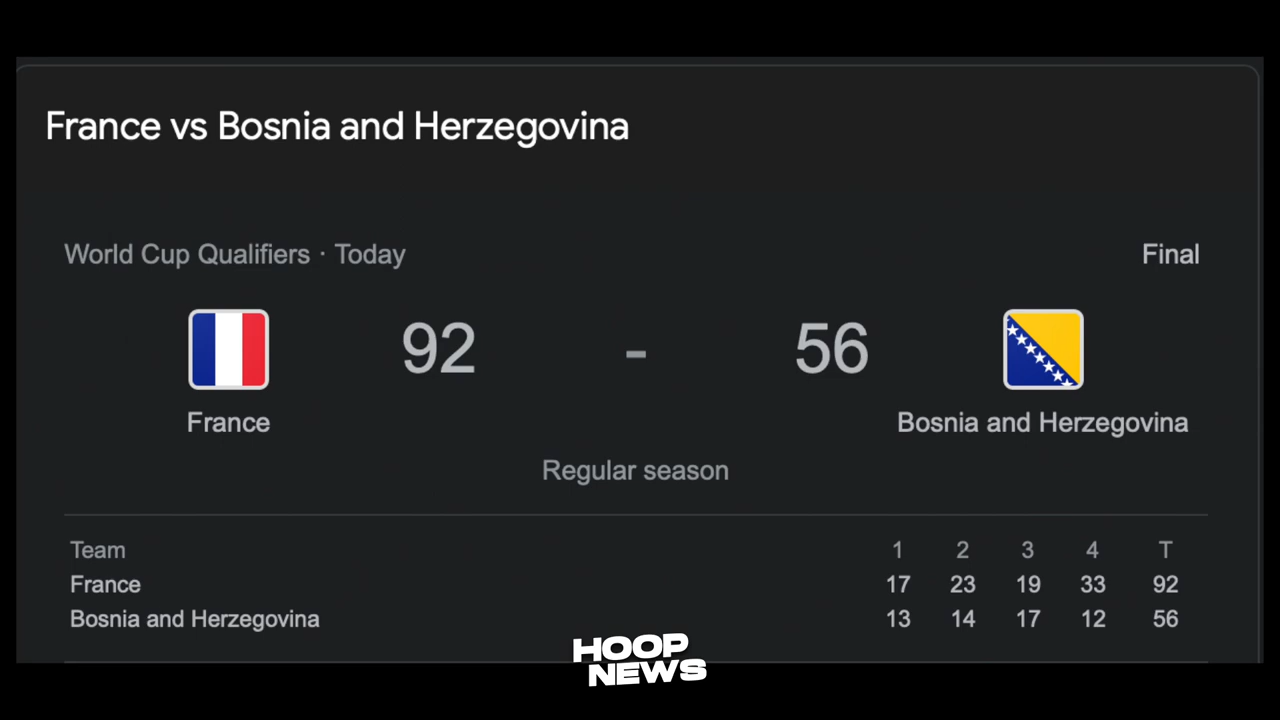 France vs Bosnia and Herzegovina
World Cup Qualifiers · Today Final
92 - 56
France Bosnia and Herzegovina
Regular season
Team 1 2 3 4 T
France 17 23 19 33 92
Bosnia and Herzegovina 13 14 17 12 56
HOOP
NEWS